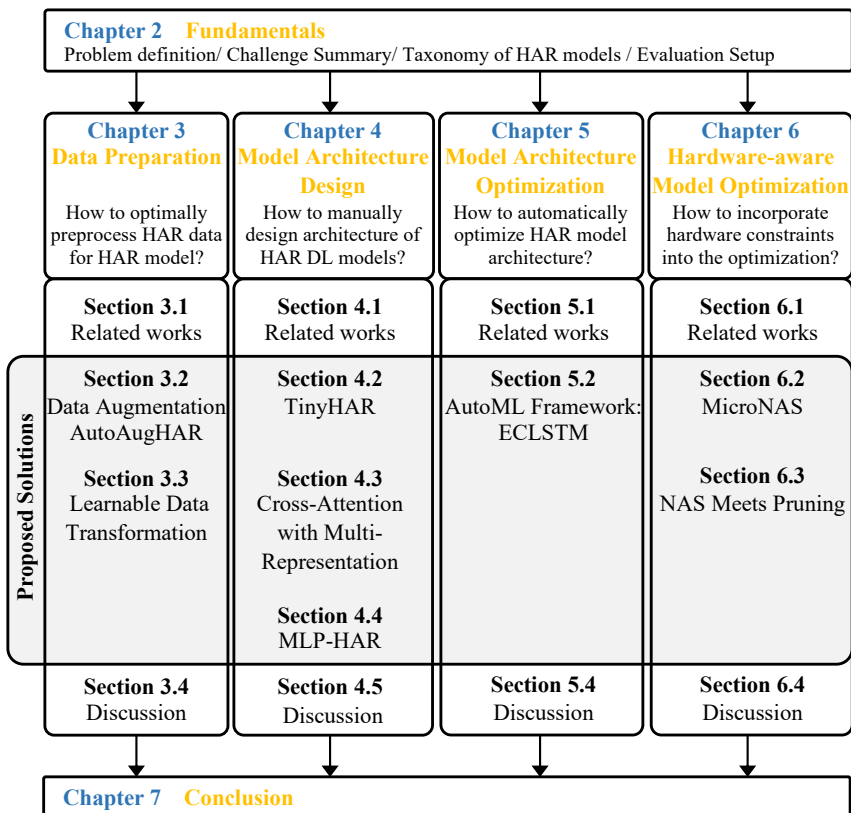 Chapter 2 Fundamentals
Problem definition/ Challenge Summary/ Taxonomy of HAR models / Evaluation Setup
Chapter 3
Data Preparation
How to optimally
preprocess HAR data
for HAR model?
Section 3.1
Related works
Chapter 4
Model Architecture
Design
How to manually
design architecture of
HAR DL models?
Section 4.1
Related works
Chapter 5
Model Architecture
Optimization
How to automatically
optimize HAR model
architecture?
Section 5.1
Related works
Chapter 6
Hardware-aware
Model Optimization
How to incorporate
hardware constraints
into the optimization?
Section 6.1
Related works
Proposed Solutions
Section 3.2
Data Augmentation
AutoAugHAR
Section 3.3
Learnable Data
Transformation
Section 4.2
TinyHAR
Section 4.3
Cross-Attention
with Multi-
Representation
Section 4.4
MLP-HAR
Section 5.2
AutoML Framework:
ECLSTM
Section 6.2
MicroNAS
Section 6.3
NAS Meets Pruning
Section 3.4
Discussion
Section 4.5
Discussion
Section 5.4
Discussion
Section 6.4
Discussion
Chapter 7 Conclusion